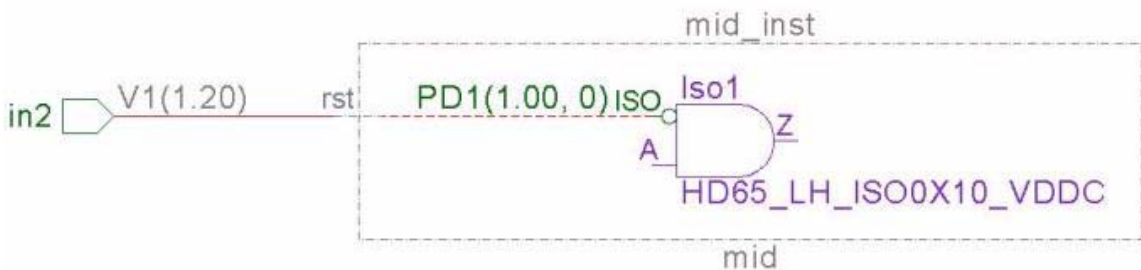 mid_inst
in2 V1(1.20) rst PD1(1.00, 0) ISO Iso1
A Z
HD65_LH_ISO0X10_VDDC
mid